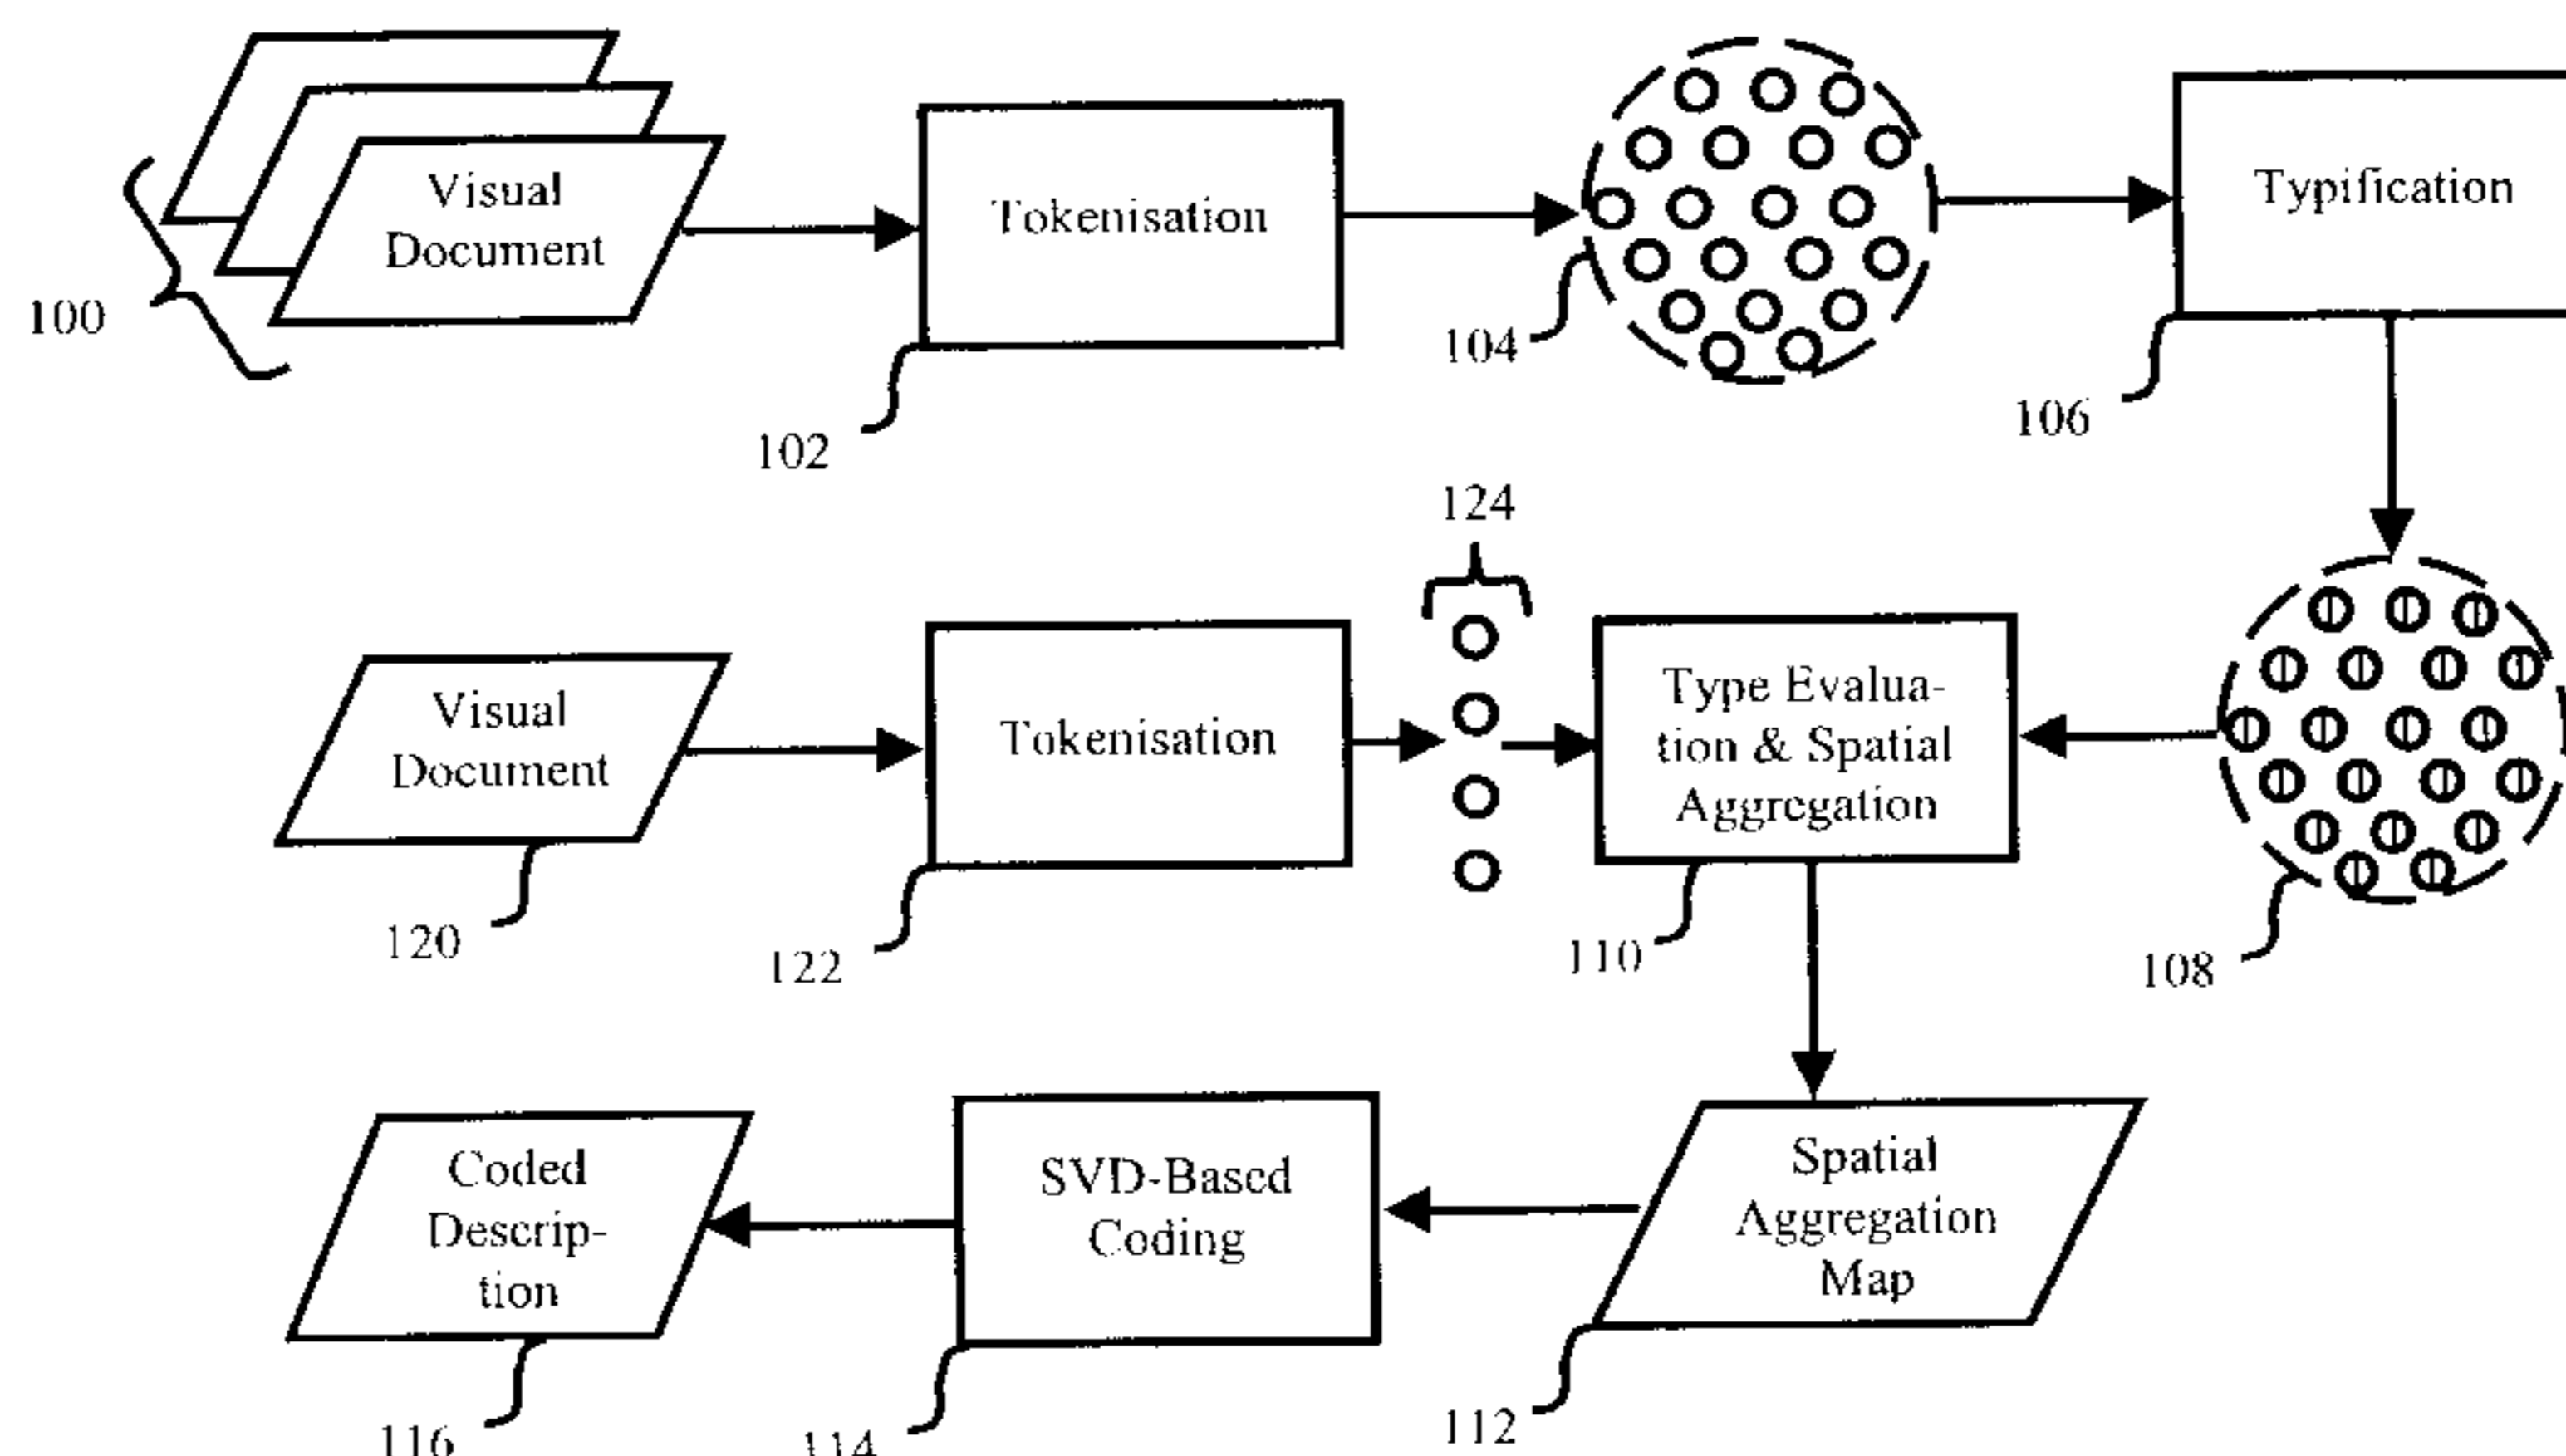 Visual
Document
Tokenisation
Typification
100
102
104
106
124
Visual
Document
Tokenisation
Type Evalua-
tion & Spatial
Aggregation
120
122
110
108
Coded
Descrip-
tion
SVD-Based
Coding
Spatial
Aggregation
Map
116
114
112